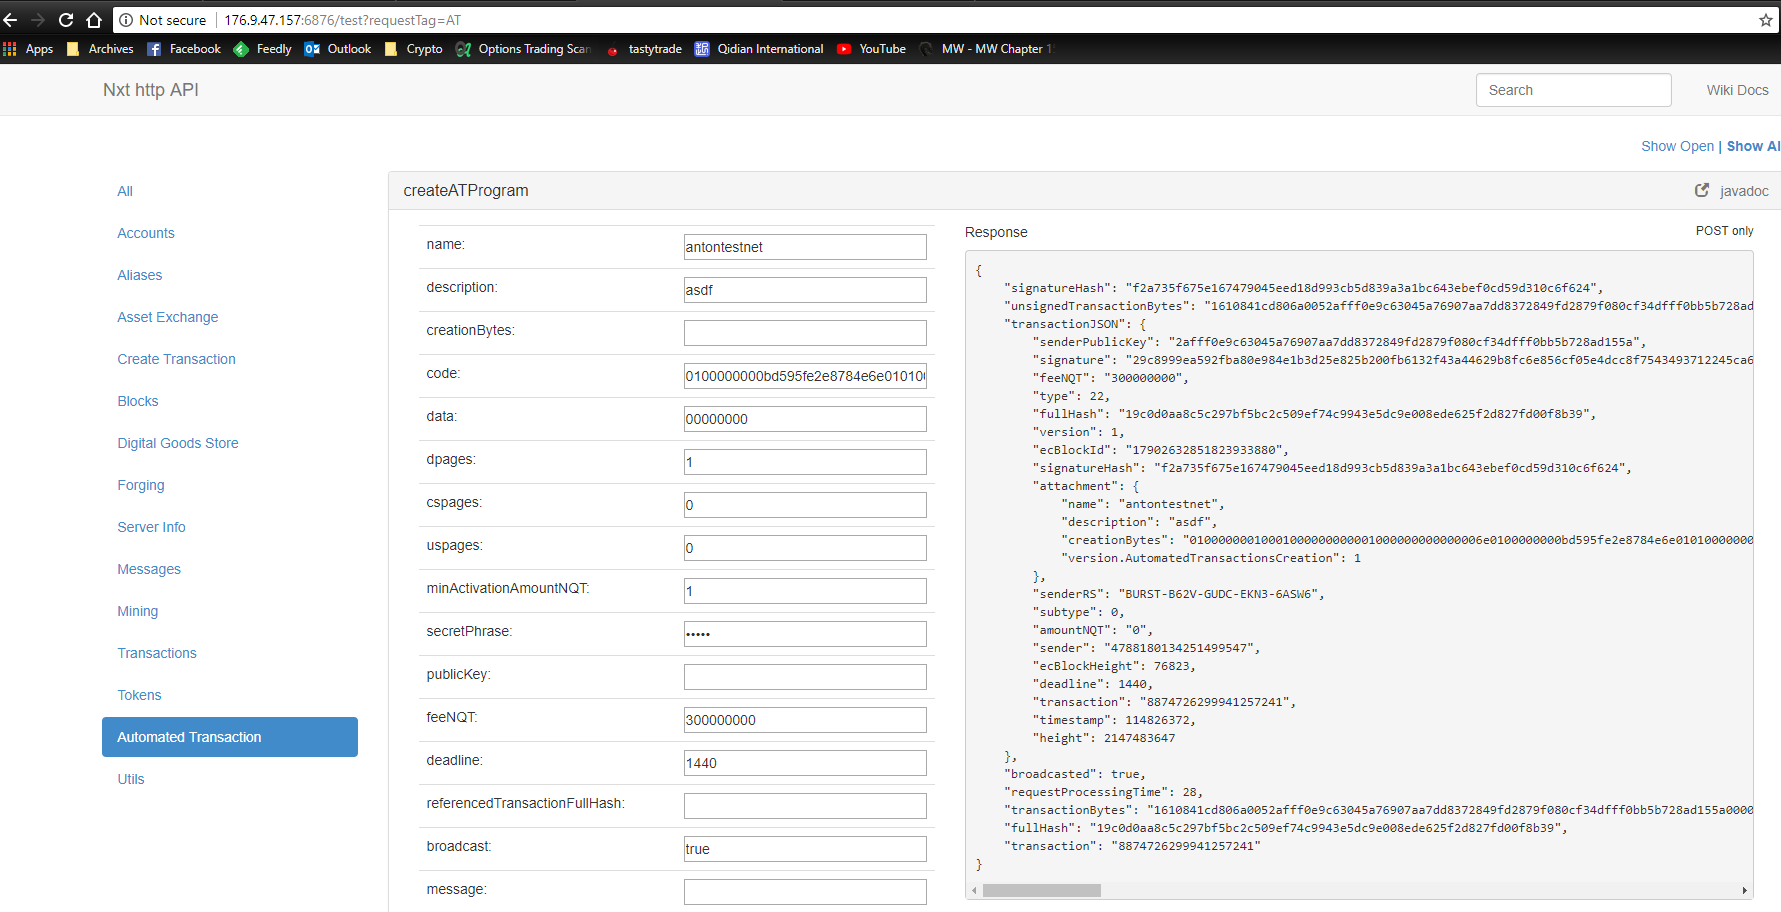 Not secure 176.9.47.157:6876/test?requestTag=AT
Apps Archives Facebook Feedly Outlook Crypto Options Trading Scan tastytrade Qidian International YouTube MW - MW Chapter 1
Nxt http API Search Wiki Docs
Show Open | Show Al
All
Accounts
Aliases
Asset Exchange
Create Transaction
Blocks
Digital Goods Store
Forging
Server Info
Messages
Mining
Transactions
Tokens
Automated Transaction
Utils
createATProgram javadoc
name: antontestnet
description: asdf
creationBytes:
code: 0100000000bd595fe2e8784e6e01010
data: 00000000
dpages: 1
cspages: 0
uspages: 0
minActivationAmountNQT: 1
secretPhrase: •••••
publicKey:
feeNQT: 300000000
deadline: 1440
referencedTransactionFullHash:
broadcast: true
message:
Response POST only
{
"signatureHash": "f2a735f675e167479045eed18d993cb5d839a3a1bc643ebef0cd59d310c6f624",
"unsignedTransactionBytes": "1610841cd806a0052afff0e9c63045a76907aa7dd8372849fd2879f080cf34dfff0bb5b728ad
"transactionJSON": {
"senderPublicKey": "2afff0e9c63045a76907aa7dd8372849fd2879f080cf34dfff0bb5b728ad155a",
"signature": "29c8999ea592fba80e984e1b3d25e825b200fb6132f43a44629b8fc6e856cf05e4dcc8f7543493712245ca6
"feeNQT": "300000000",
"type": 22,
"fullHash": "19c0d0aa8c5c297bf5bc2c509ef74c9943e5dc9e008ede625f2d827fd00f8b39",
"version": 1,
"ecBlockId": "17902632851823933880",
"signatureHash": "f2a735f675e167479045eed18d993cb5d839a3a1bc643ebef0cd59d310c6f624",
"attachment": {
"name": "antontestnet",
"description": "asdf",
"creationBytes": "01000000010001000000000001000000000000006e0100000000bd595fe2e8784e6e01010000000
"version.AutomatedTransactionsCreation": 1
},
"senderRS": "BURST-B62V-GUDC-EKN3-6ASW6",
"subtype": 0,
"amountNQT": "0",
"sender": "4788180134251499547",
"ecBlockHeight": 76823,
"deadline": 1440,
"transaction": "8874726299941257241",
"timestamp": 114826372,
"height": 2147483647
},
"broadcasted": true,
"requestProcessingTime": 28,
"transactionBytes": "1610841cd806a0052afff0e9c63045a76907aa7dd8372849fd2879f080cf34dfff0bb5b728ad155a0000
"fullHash": "19c0d0aa8c5c297bf5bc2c509ef74c9943e5dc9e008ede625f2d827fd00f8b39",
"transaction": "8874726299941257241"
}